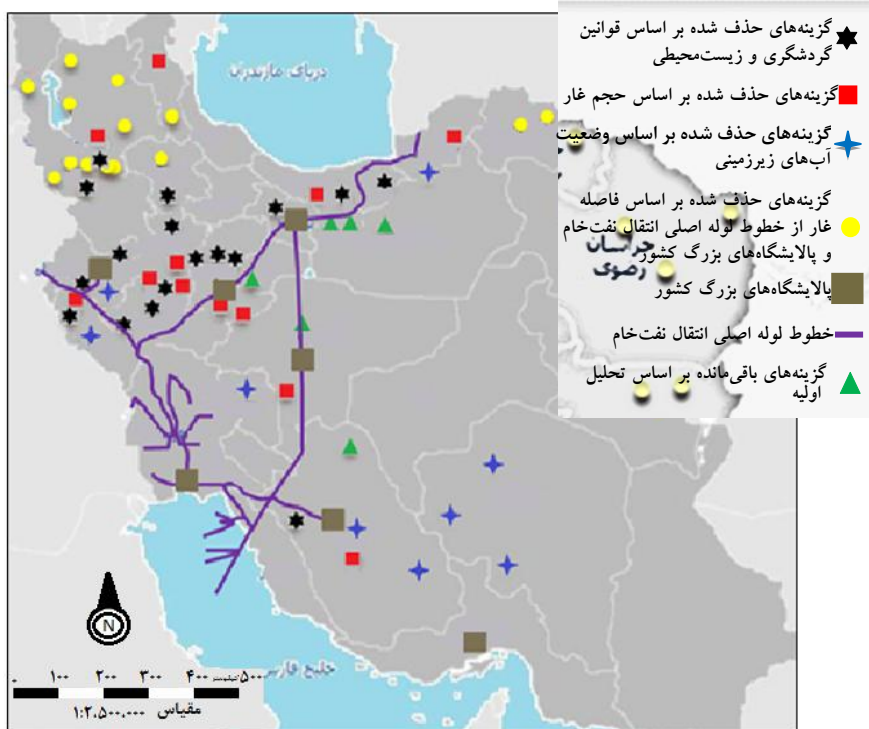 گزینه‌های حذف شده بر اساس قوانین
گردشگری و زیست‌محیطی
گزینه‌های حذف شده بر اساس حجم غار
گزینه‌های حذف شده بر اساس وضعیت
آب‌های زیرزمینی
گزینه‌های حذف شده بر اساس فاصله
غار از خطوط لوله اصلی انتقال نفت‌خام
و پالایشگاه‌های بزرگ کشور
پالایشگاه‌های بزرگ کشور
خطوط لوله اصلی انتقال نفت‌خام
گزینه‌های باقی‌مانده بر اساس تحلیل
اولیه
دریای مازندران
خراسان
رضوی
خلیج فارس
N
۰ ۱۰۰ ۲۰۰ ۳۰۰ ۴۰۰ ۵۰۰ کیلومتر
مقیاس ۱:۲،۵۰۰،۰۰۰